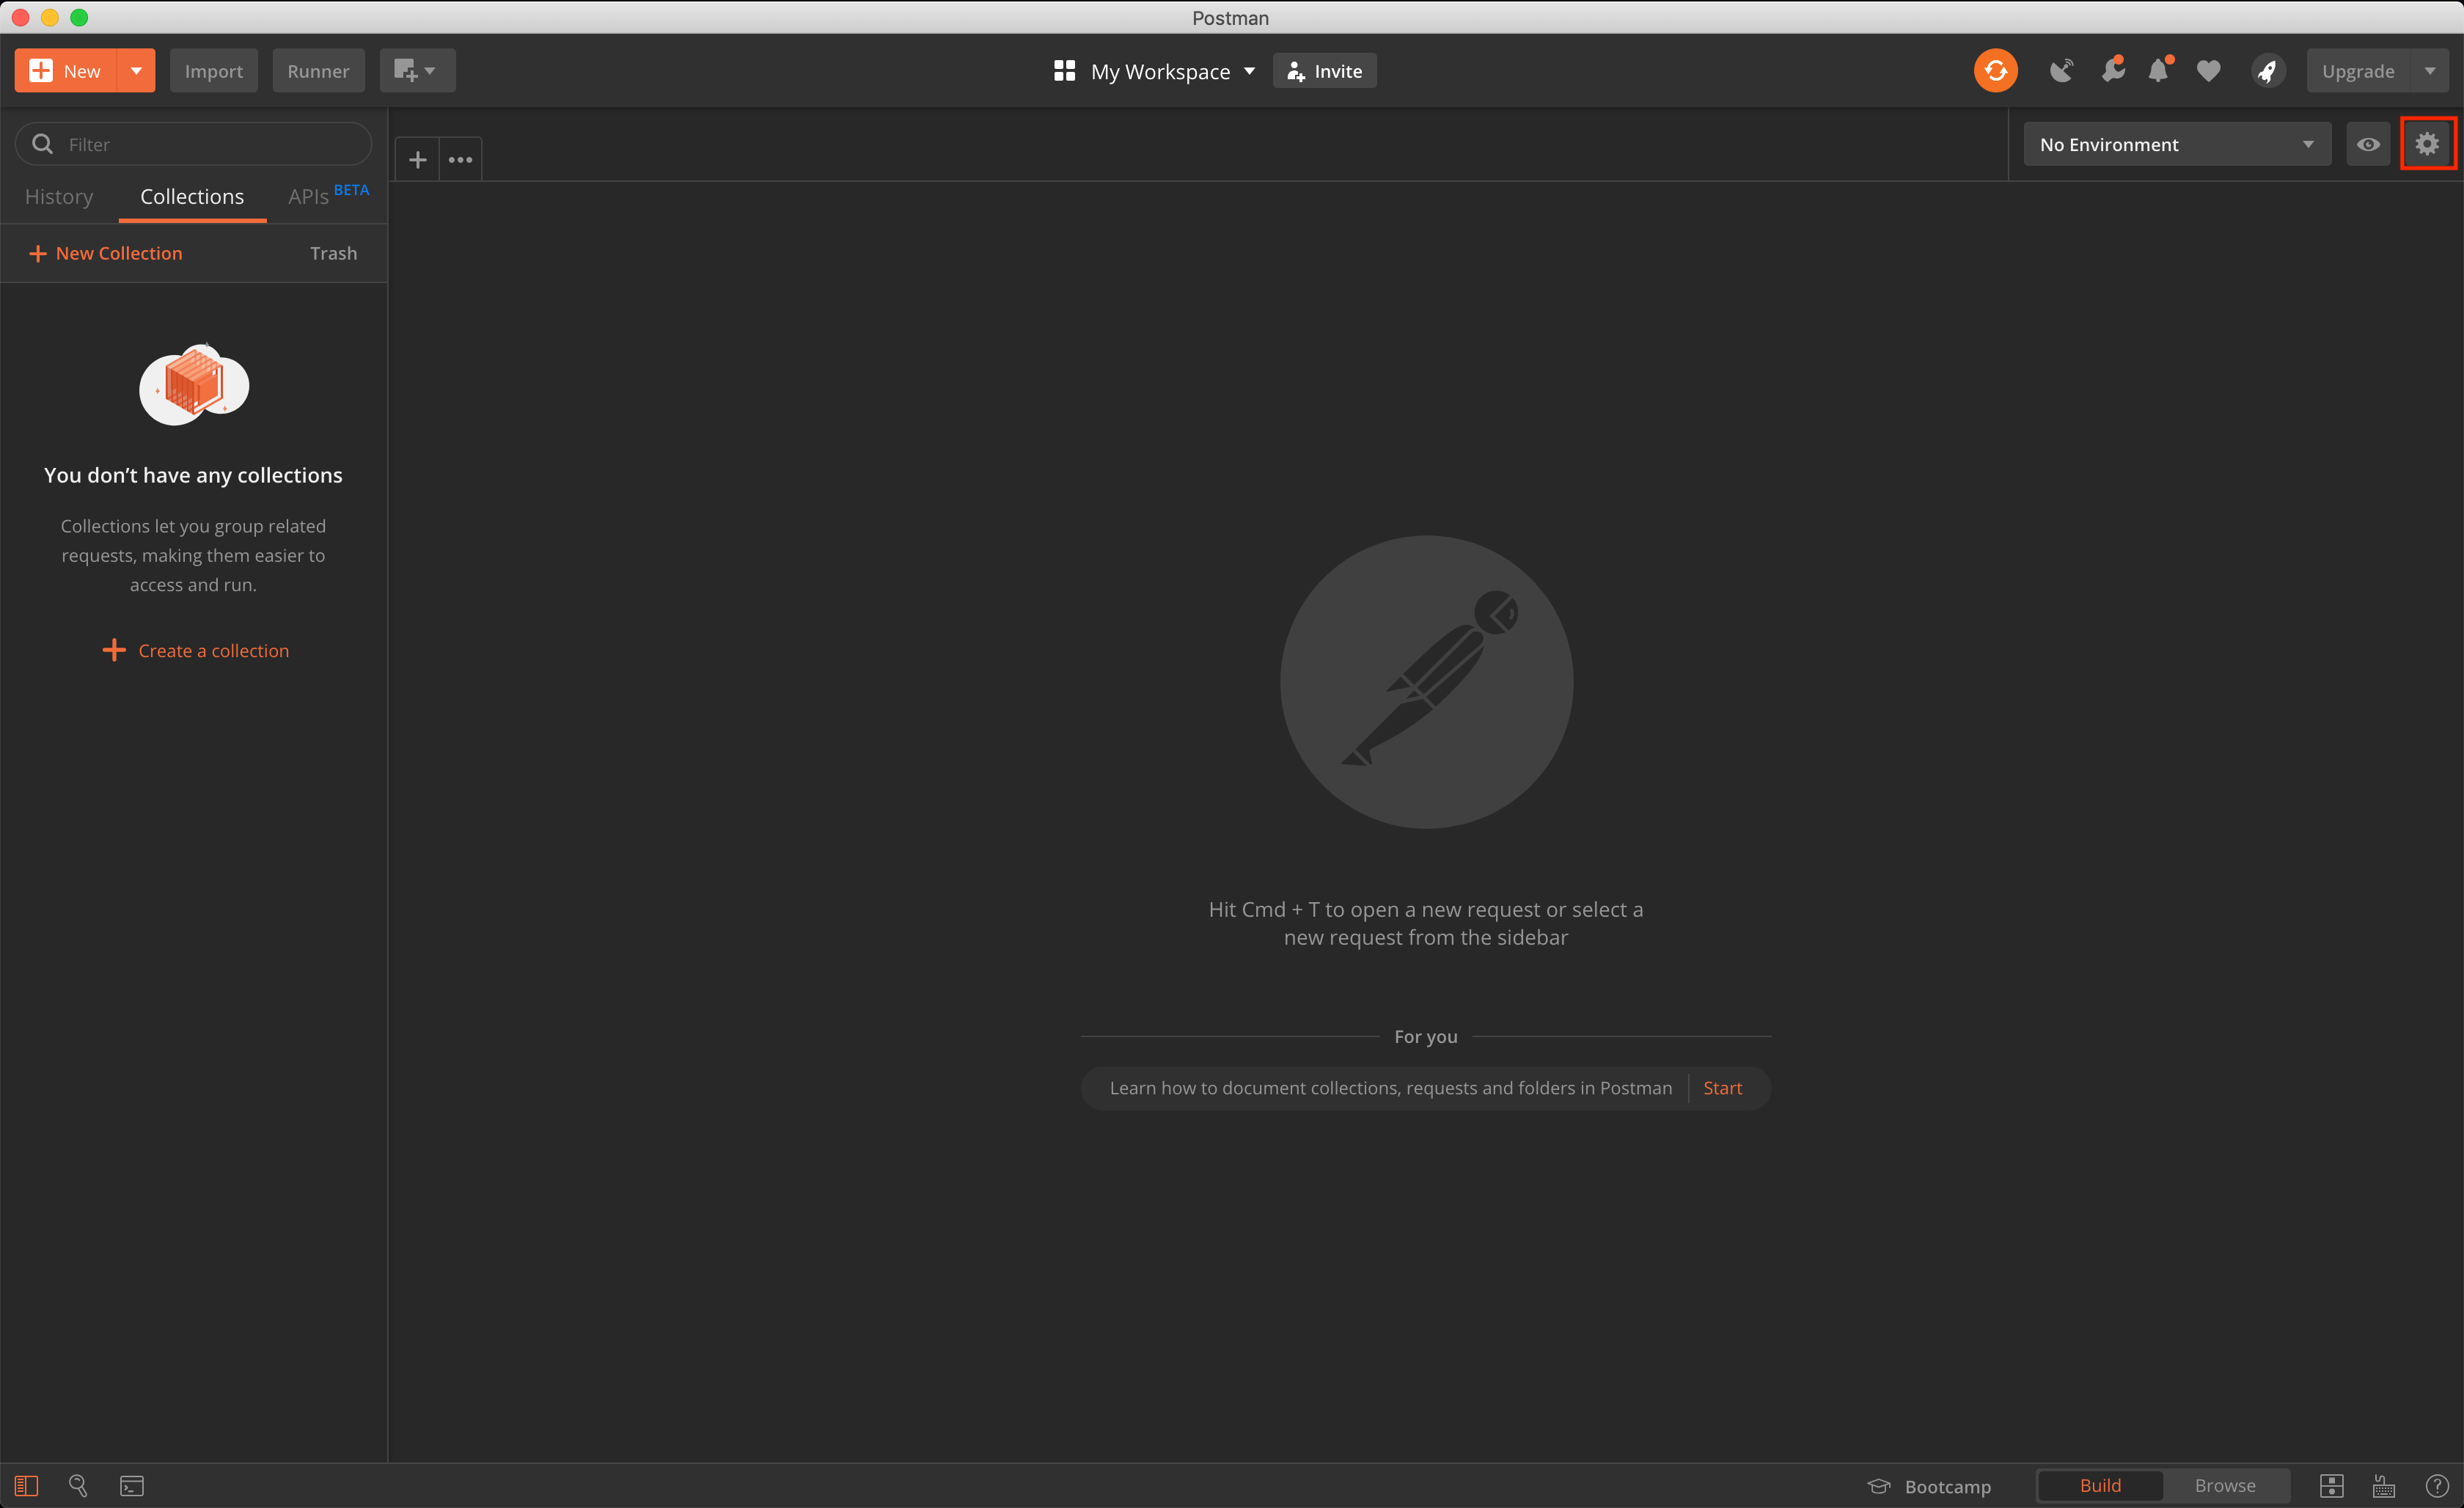 Postman
New
Import
Runner
My Workspace
Invite
Upgrade
Filter
No Environment
History
Collections
APIs BETA
New Collection
Trash
You don’t have any collections
Collections let you group related
requests, making them easier to
access and run.
Create a collection
Hit Cmd + T to open a new request or select a
new request from the sidebar
For you
Learn how to document collections, requests and folders in Postman
Start
Bootcamp
Build
Browse